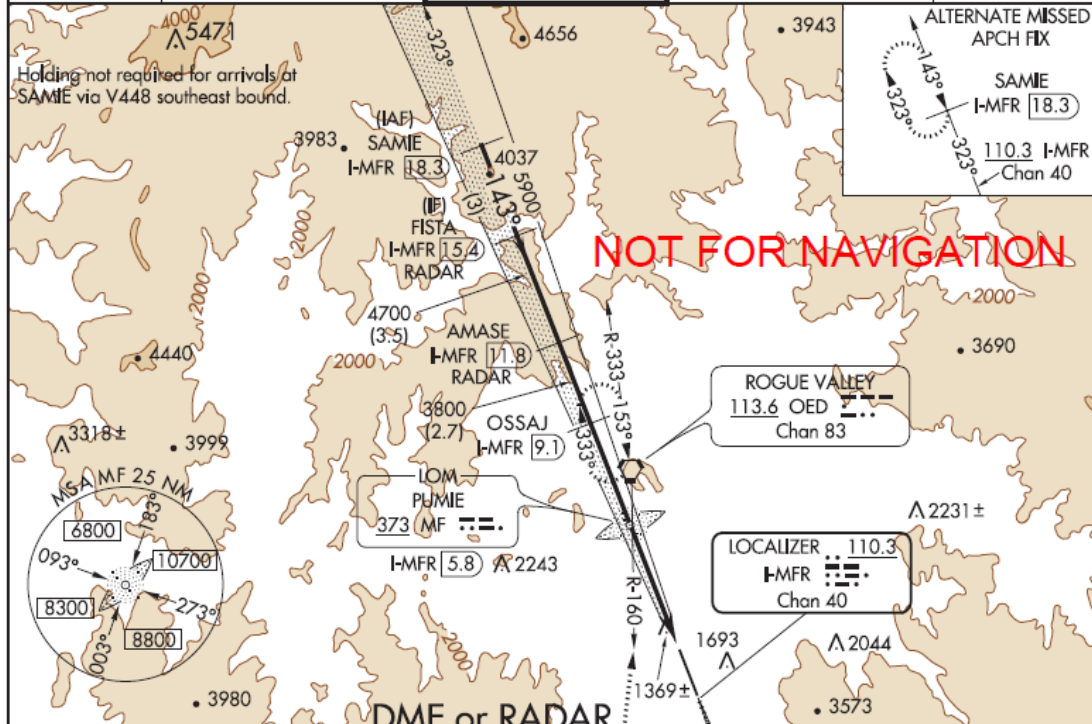 4000
5471
4656
3943
ALTERNATE MISSED
APCH FIX
143°
323°
SAMIE
I-MFR 18.3
323°
110.3 I-MFR
Chan 40
323°
Holding not required for arrivals at
SAMIE via V448 southeast bound.
3983
(IAF)
SAMIE
I-MFR 18.3
4037
5900
(3)
143°
2000
(IF)
FISTA
I-MFR 15.4
RADAR
NOT FOR NAVIGATION
2000
2000
4700
(3.5)
4440
2000
AMASE
I-MFR 11.8
RADAR
R-333
153°
3690
3800
(2.7)
OSSAJ
I-MFR 9.1
333°
ROGUE VALLEY
113.6 OED
Chan 83
3318±
3999
MSA MF 25 NM
183°
6800
093°
10700
8300
273°
8800
003°
LOM
PUMIE
373 MF
I-MFR 5.8
2243
2231±
LOCALIZER 110.3
I-MFR
Chan 40
R-160
2000
1693
2044
1369±
3980
3573
DME or RADAR